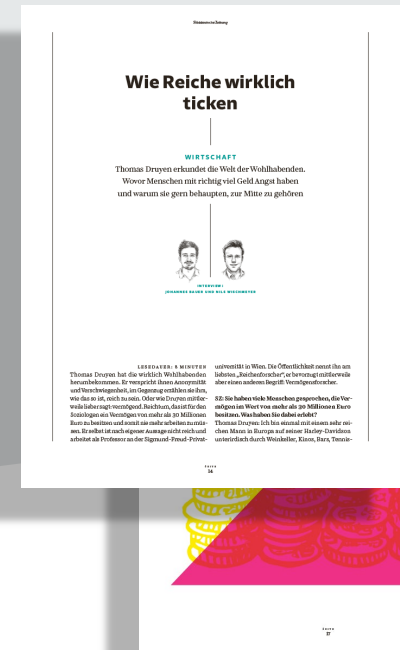 Süddeutsche Zeitung
Wie Reiche wirklich
ticken
WIRTSCHAFT
Thomas Druyen erkundet die Welt der Wohlhabenden.
Wovor Menschen mit richtig viel Geld Angst haben
und warum sie gern behaupten, zur Mitte zu gehören
INTERVIEW:
JOHANNES BAUER UND NILS WISCHMEYER
LESEDAUER: 8 MINUTEN
Thomas Druyen hat die wirklich Wohlhabenden
herumbekommen. Er verspricht ihnen Anonymität
und Verschwiegenheit, im Gegenzug erzählen sie ihm,
wie das so ist, reich zu sein. Oder wie Druyen mittler-
weile lieber sagt: vermögend. Reichtum, das ist für den
Soziologen ein Vermögen von mehr als 30 Millionen
Euro zu besitzen und somit nie mehr arbeiten zu müs-
sen. Er selbst ist nach eigener Aussage nicht reich und
arbeitet als Professor an der Sigmund-Freud-Privat-
universität in Wien. Die Öffentlichkeit nennt ihn am
liebsten „Reichenforscher“, er bevorzugt mittlerweile
aber einen anderen Begriff: Vermögensforscher.
SZ: Sie haben viele Menschen gesprochen, die Ver-
mögen im Wert von mehr als 30 Millionen Euro
besitzen. Was haben Sie dabei erlebt?
Thomas Druyen: Ich bin einmal mit einem sehr rei-
chen Mann in Europa auf seiner Harley-Davidson
unterirdisch durch Weinkeller, Kinos, Bars, Tennis-
SEITE
14
SEITE
17